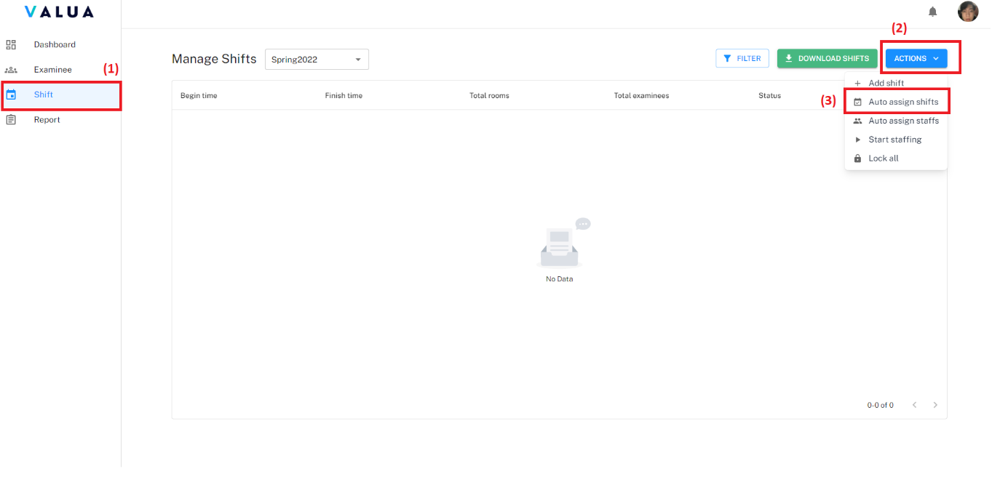 VALUA
(2)
Dashboard
Manage Shifts
Spring2022
FILTER
DOWNLOAD SHIFTS
ACTIONS
Examinee
(1)
Add shift
Shift
Begin time
Finish time
Total rooms
Total examinees
Status
(3)
Auto assign shifts
Report
Auto assign staffs
Start staffing
Lock all
No Data
0-0 of 0